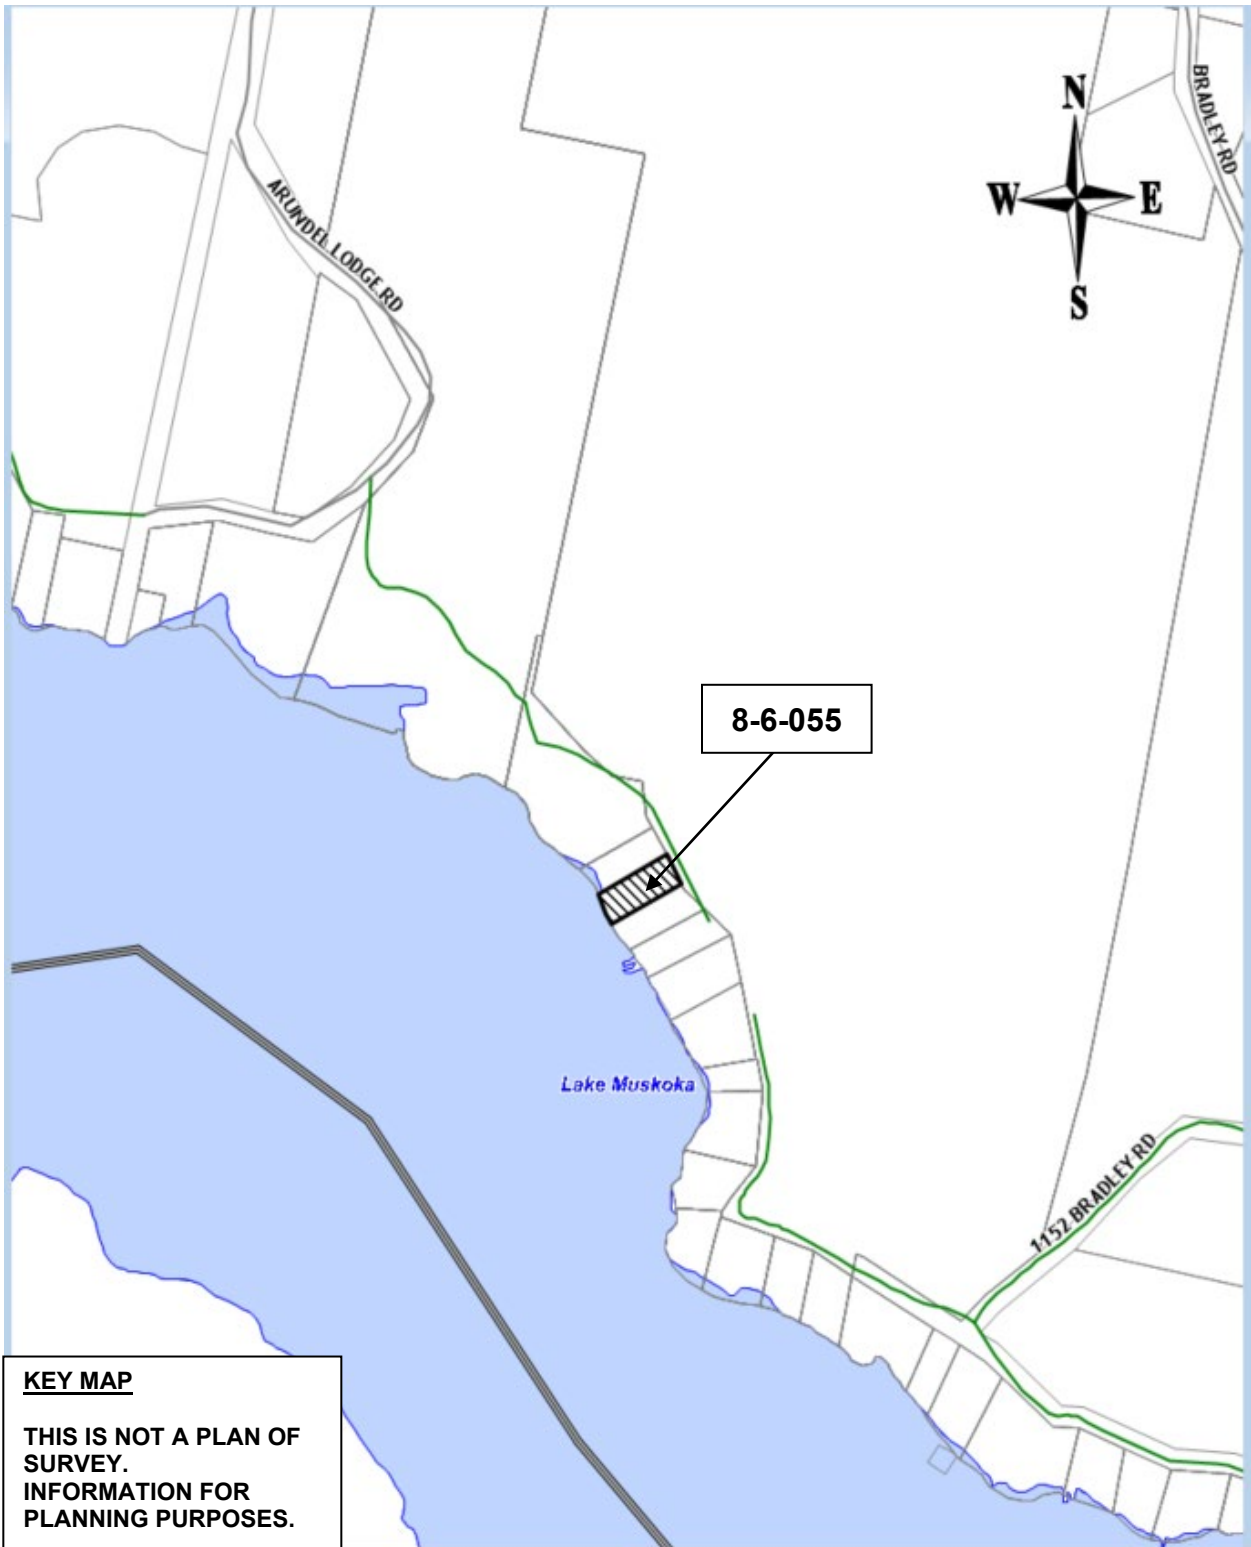 BRADLEY RD
N
W E
S
ARUNDEL LODGE RD
8-6-055
Lake Muskoka
1152 BRADLEY RD
KEY MAP
THIS IS NOT A PLAN OF
SURVEY.
INFORMATION FOR
PLANNING PURPOSES.